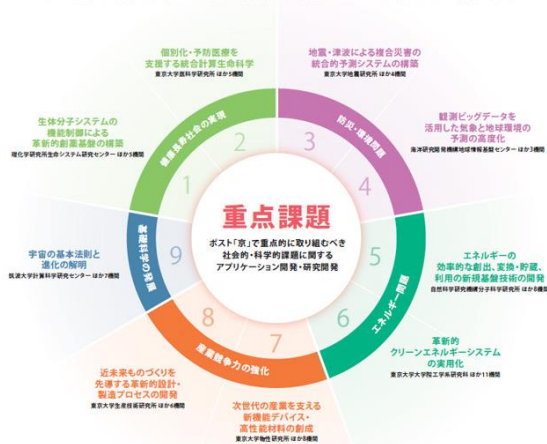 重点課題
ポスト「京」で重点的に取り組むべき
社会的・科学的課題に関する
アプリケーション開発・研究開発
健康長寿社会の実現
1
生体分子システムの
機能制御による
革新的創薬基盤の構築
理化学研究所生命システム研究センター ほか5機関
2
個別化・予防医療を
支援する統合計算生命科学
東京大学医科学研究所 ほか5機関
防災・環境問題
3
地震・津波による複合災害の
統合的予測システムの構築
東京大学地震研究所 ほか4機関
4
観測ビッグデータを
活用した気象と地球環境の
予測の高度化
海洋研究開発機構地球情報基盤センター ほか3機関
エネルギー問題
5
エネルギーの
効率的な創出、変換・貯蔵、
利用の新規基盤技術の開発
自然科学研究機構分子科学研究所 ほか8機関
6
革新的
クリーンエネルギーシステム
の実用化
東京大学大学院工学系研究科 ほか11機関
産業競争力の強化
7
次世代の産業を支える
新機能デバイス・
高性能材料の創成
東京大学物性研究所 ほか8機関
8
近未来ものづくりを
先導する革新的設計・
製造プロセスの開発
東京大学生産技術研究所 ほか6機関
基礎科学の発展
9
宇宙の基本法則と
進化の解明
筑波大学計算科学研究センター ほか7機関